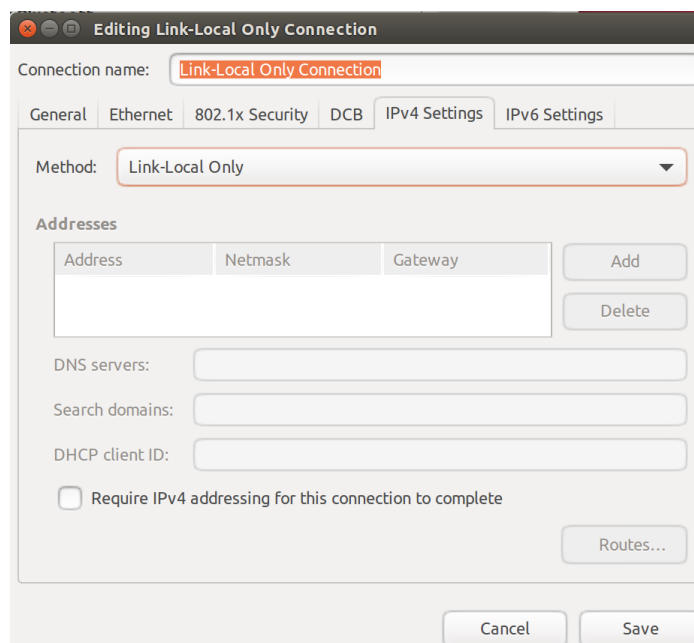 Editing Link-Local Only Connection
Connection name: Link-Local Only Connection
General Ethernet 802.1x Security DCB IPv4 Settings IPv6 Settings
Method: Link-Local Only
Addresses
Address Netmask Gateway Add
Delete
DNS servers:
Search domains:
DHCP client ID:
Require IPv4 addressing for this connection to complete
Routes...
Cancel Save